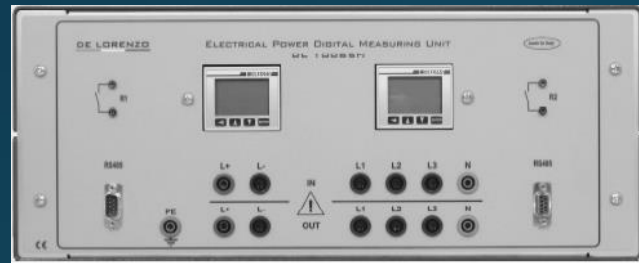 DE LORENZO
ELECTRICAL POWER DIGITAL MEASURING UNIT
R1
R2
RS485
RS485
L+ L- L1 L2 L3 N
IN
OUT
L+ L- L1 L2 L3 N
PE
CE